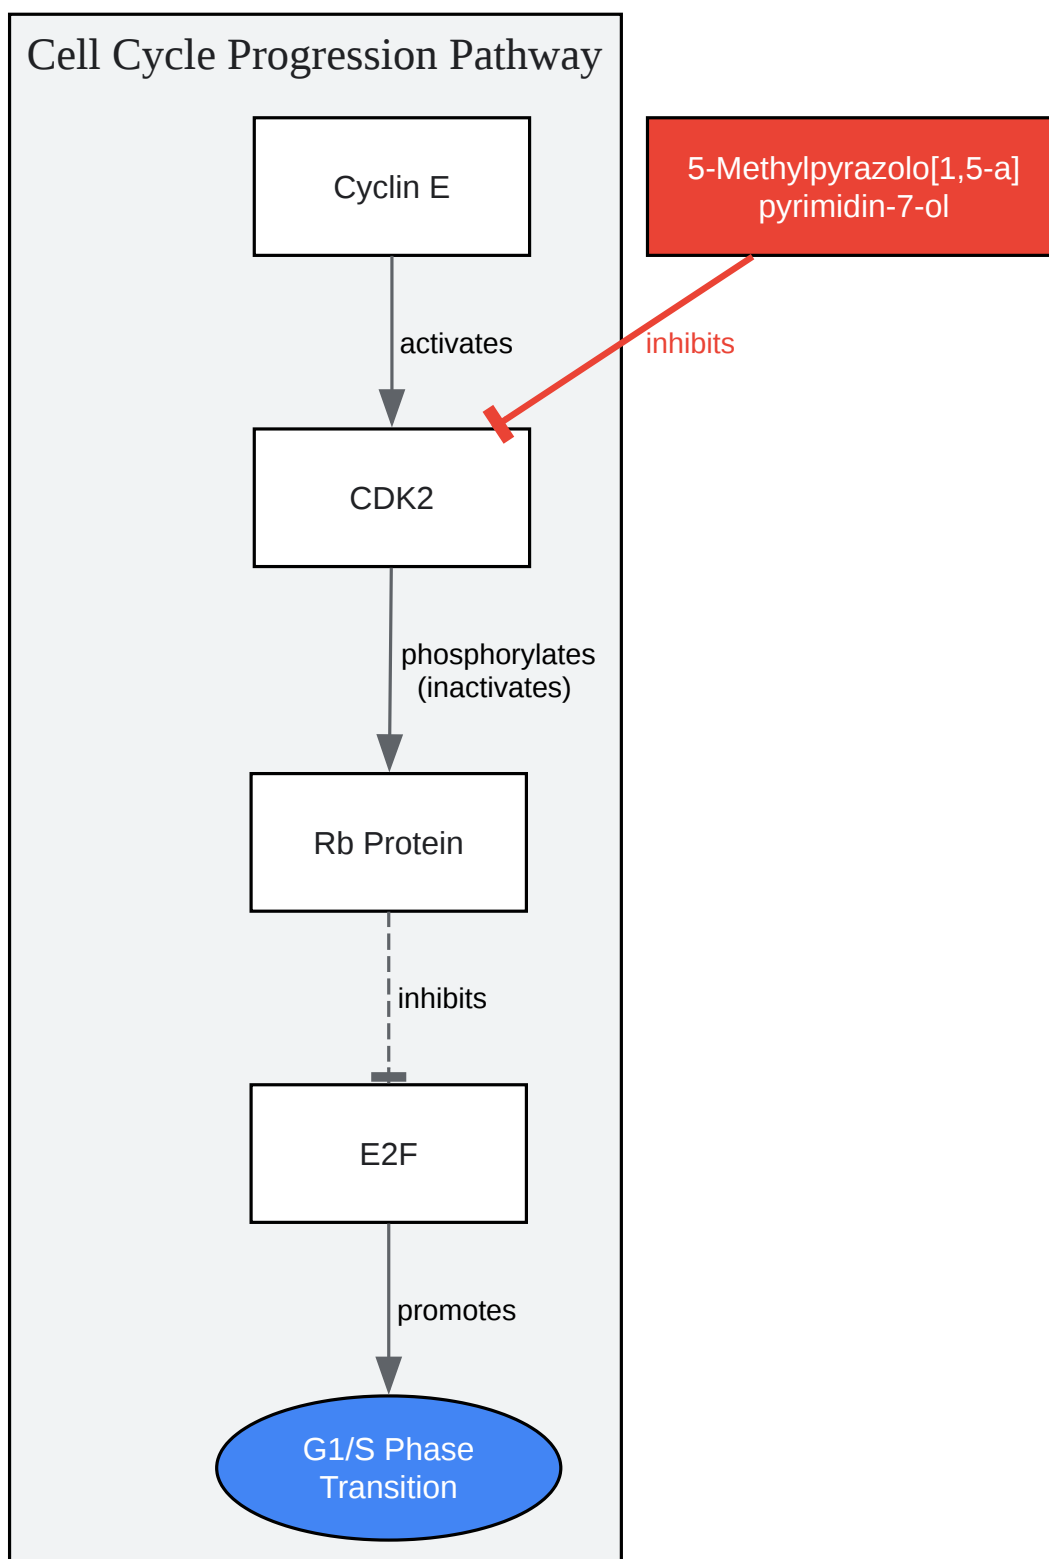 Cell Cycle Progression Pathway
Cyclin E
5-Methylpyrazolo[1,5-a]
pyrimidin-7-ol
activates
inhibits
CDK2
phosphorylates
(inactivates)
Rb Protein
inhibits
E2F
promotes
G1/S Phase
Transition